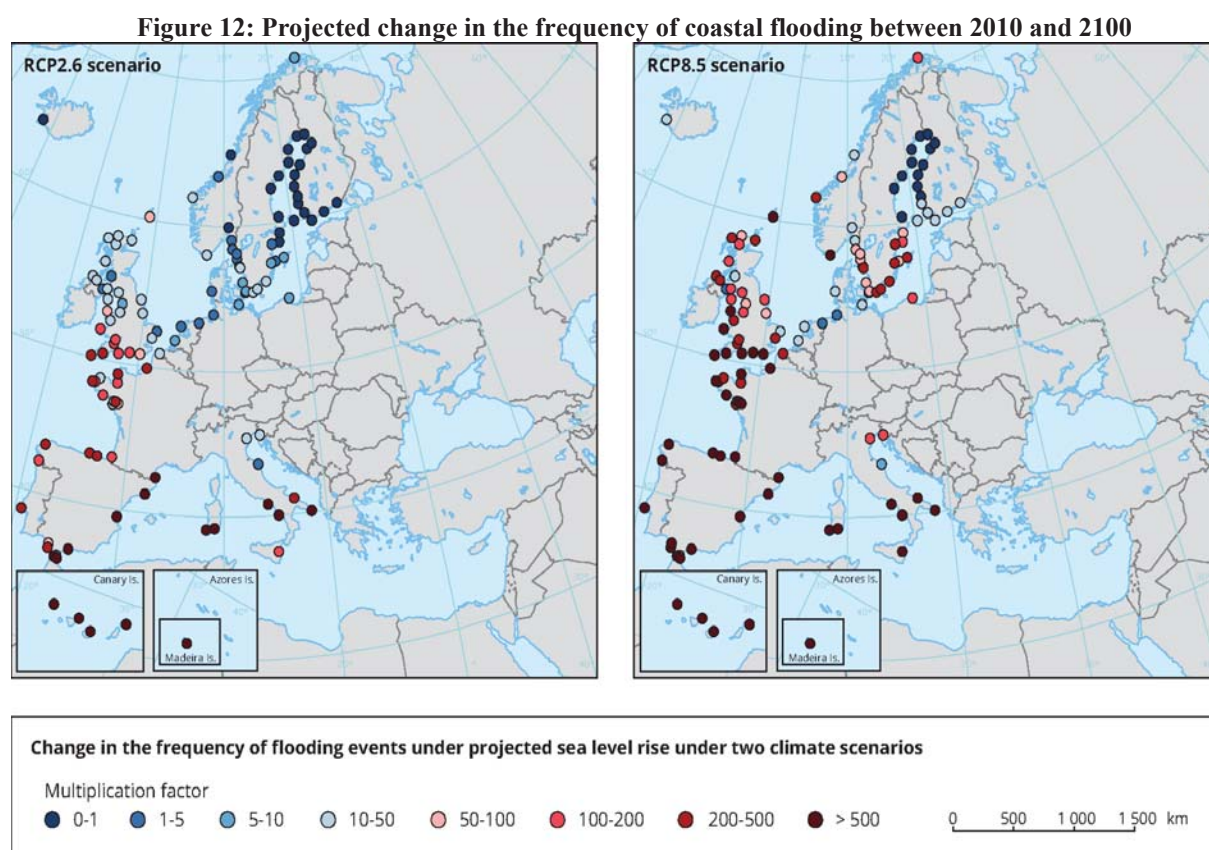 Figure 12: Projected change in the frequency of coastal flooding between 2010 and 2100
RCP2.6 scenario
RCP8.5 scenario
Canary Is.
Azores Is.
Madeira Is.
Canary Is.
Azores Is.
Madeira Is.
Change in the frequency of flooding events under projected sea level rise under two climate scenarios
Multiplication factor
0-1
1-5
5-10
10-50
50-100
100-200
200-500
> 500
0 500 1 000 1 500 km